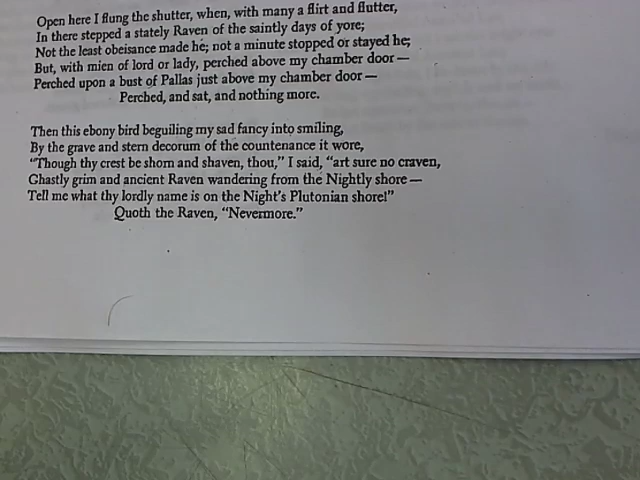 Open here I flung the shutter, when, with many a flirt and flutter,
In there stepped a stately Raven of the saintly days of yore;
Not the least obeisance made he; not a minute stopped or stayed he;
But, with mien of lord or lady, perched above my chamber door—
Perched upon a bust of Pallas just above my chamber door—
Perched, and sat, and nothing more.
Then this ebony bird beguiling my sad fancy into smiling,
By the grave and stern decorum of the countenance it wore,
“Though thy crest be shorn and shaven, thou,” I said, “art sure no craven,
Ghastly grim and ancient Raven wandering from the Nightly shore—
Tell me what thy lordly name is on the Night's Plutonian shore!”
Quoth the Raven, “Nevermore.”